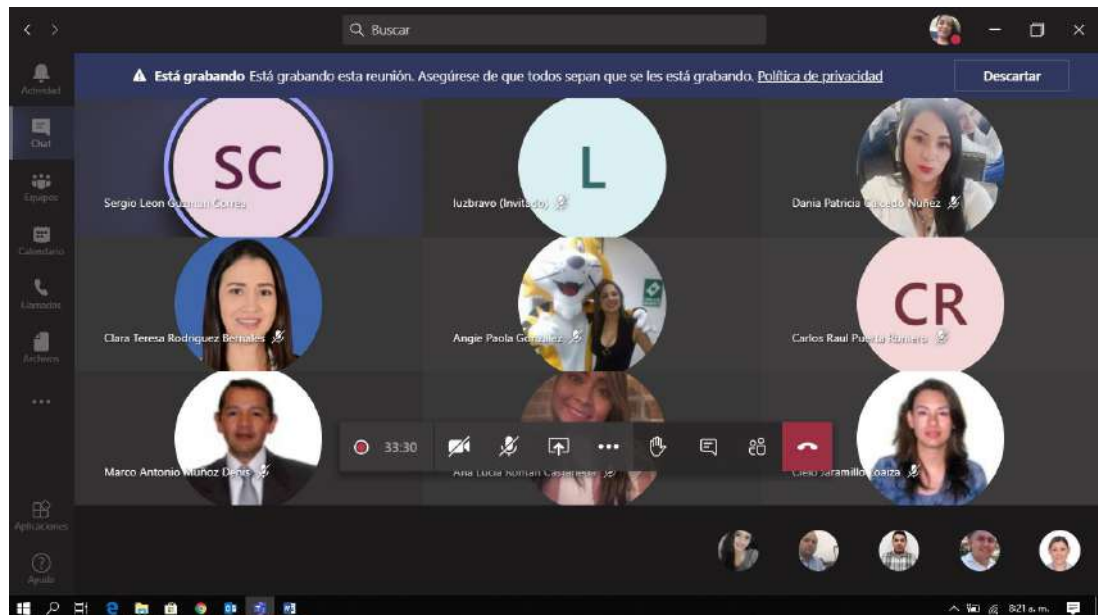 Buscar
Está grabando Está grabando esta reunión. Asegúrese de que todos sepan que se les está grabando. Política de privacidad
Descartar
Actividad
Chat
Equipos
Calendario
Llamadas
Archivos
Aplicaciones
Ayuda
SC
Sergio Leon Guzman Correa
L
luzbravo (Invitado)
Dania Patricia Caicedo Nuñez
Clara Teresa Rodriguez Bernales
Angie Paola Gonzalez
CR
Carlos Raul Puerta Romero
Marco Antonio Muñoz Denis
33:30
Ana Lucia Roman Castañeda
Cielo Jaramillo Loaiza
8:21 a. m.